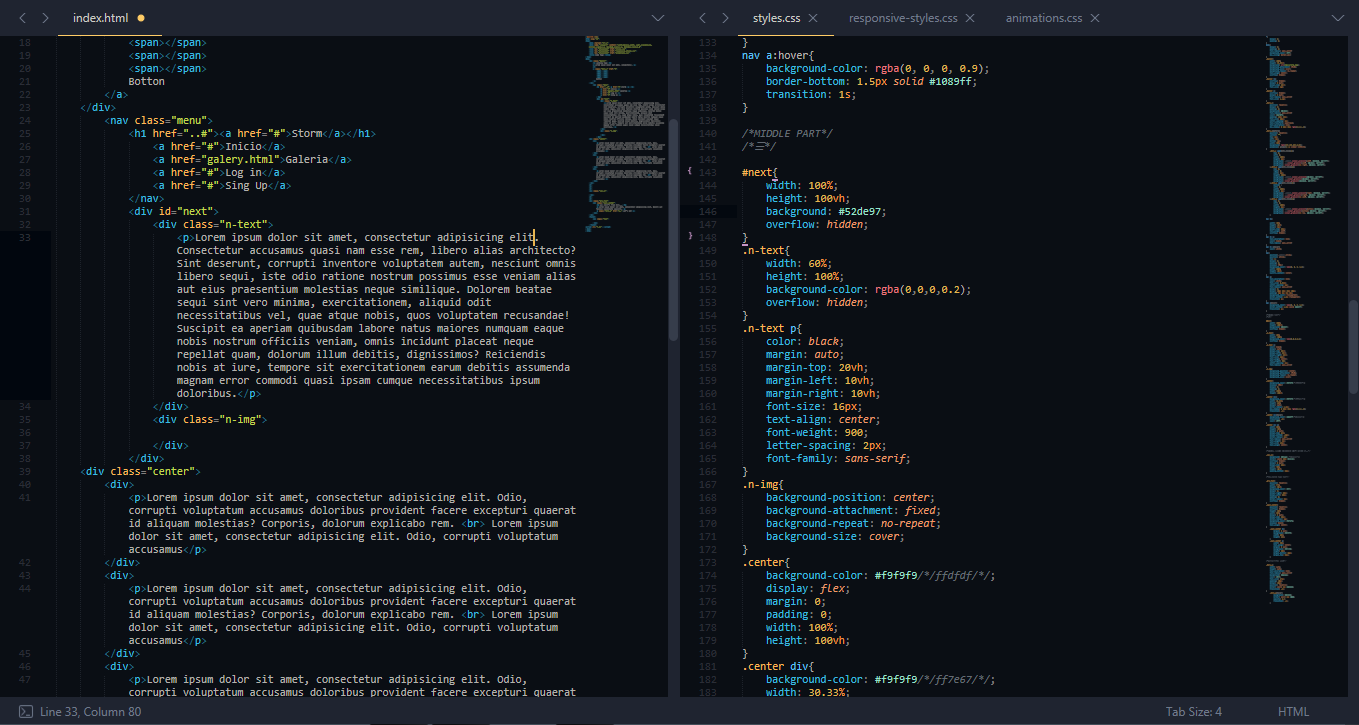 index.html
18 <span></span>
19 <span></span>
20 <span></span>
21 Botton
22 </a>
23 </div>
24 <nav class="menu">
25 <h1 href="..#"><a href="#">Storm</a></h1>
26 <a href="#">Inicio</a>
27 <a href="galery.html">Galeria</a>
28 <a href="#">Log in</a>
29 <a href="#">Sing Up</a>
30 </nav>
31 <div id="next">
32 <div class="n-text">
33 <p>Lorem ipsum dolor sit amet, consectetur adipisicing elit.
Consectetur accusamus quasi nam esse rem, libero alias architecto?
Sint deserunt, corrupti inventore voluptatem autem, nesciunt omnis
libero sequi, iste odio ratione nostrum possimus esse veniam alias
aut eius praesentium molestias neque similique. Dolorem beatae
sequi sint vero minima, exercitationem, aliquid odit
necessitatibus vel, quae atque nobis, quos voluptatem recusandae!
Suscipit ea aperiam quibusdam labore natus maiores numquam eaque
nobis nostrum officiis veniam, omnis incidunt placeat neque
repellat quam, dolorum illum debitis, dignissimos? Reiciendis
nobis at iure, tempore sit exercitationem earum debitis assumenda
magnam error commodi quasi ipsam cumque necessitatibus ipsum
doloribus.</p>
34 </div>
35 <div class="n-img">
36
37 </div>
38 </div>
39 <div class="center">
40 <div>
41 <p>Lorem ipsum dolor sit amet, consectetur adipisicing elit. Odio,
corrupti voluptatum accusamus doloribus provident facere excepturi quaerat
id aliquam molestias? Corporis, dolorum explicabo rem. <br> Lorem ipsum
dolor sit amet, consectetur adipisicing elit. Odio, corrupti voluptatum
accusamus</p>
42 </div>
43 <div>
44 <p>Lorem ipsum dolor sit amet, consectetur adipisicing elit. Odio,
corrupti voluptatum accusamus doloribus provident facere excepturi quaerat
id aliquam molestias? Corporis, dolorum explicabo rem. <br> Lorem ipsum
dolor sit amet, consectetur adipisicing elit. Odio, corrupti voluptatum
accusamus</p>
45 </div>
46 <div>
47 <p>Lorem ipsum dolor sit amet, consectetur adipisicing elit. Odio,
corrupti voluptatum accusamus doloribus provident facere excepturi quaerat
styles.css responsive-styles.css animations.css
133 }
134 nav a:hover{
135 background-color: rgba(0, 0, 0, 0.9);
136 border-bottom: 1.5px solid #1089ff;
137 transition: 1s;
138 }
139
140 /*MIDDLE PART*/
141 /*☰*/
142
143 #next{
144 width: 100%;
145 height: 100vh;
146 background: #52de97;
147 overflow: hidden;
148 }
149 .n-text{
150 width: 60%;
151 height: 100%;
152 background-color: rgba(0,0,0,0.2);
153 overflow: hidden;
154 }
155 .n-text p{
156 color: black;
157 margin: auto;
158 margin-top: 20vh;
159 margin-left: 10vh;
160 margin-right: 10vh;
161 font-size: 16px;
162 text-align: center;
163 font-weight: 900;
164 letter-spacing: 2px;
165 font-family: sans-serif;
166 }
167 .n-img{
168 background-position: center;
169 background-attachment: fixed;
170 background-repeat: no-repeat;
171 background-size: cover;
172 }
173 .center{
174 background-color: #f9f9f9/*/ffdfdf/*/;
175 display: flex;
176 margin: 0;
177 padding: 0;
178 width: 100%;
179 height: 100vh;
180 }
181 .center div{
182 background-color: #f9f9f9/*/ff7e67/*/;
183 width: 30.33%;
Line 33, Column 80
Tab Size: 4
HTML